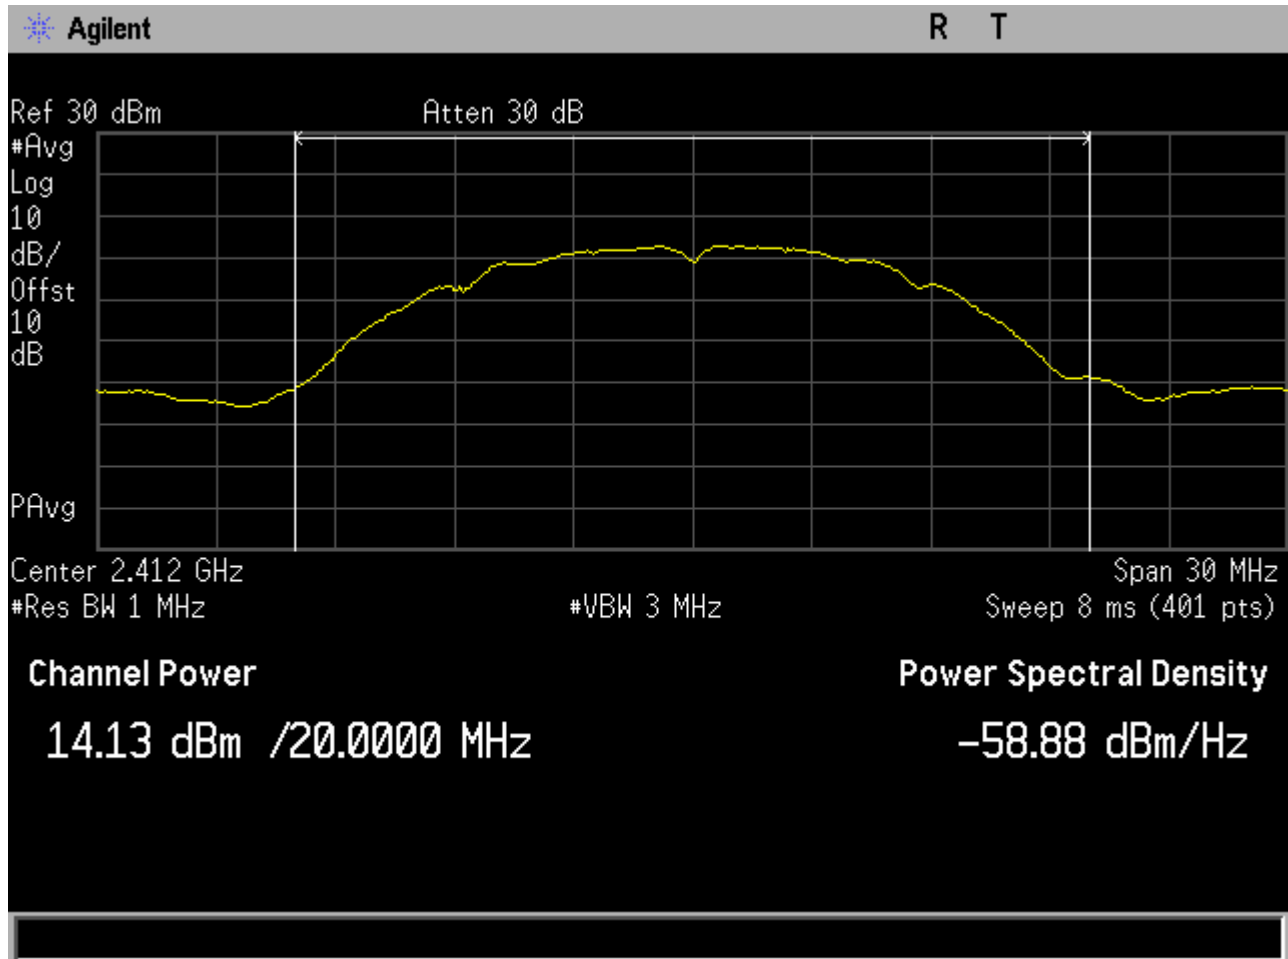 Agilent R T
Ref 30 dBm Atten 30 dB
#Avg
Log
10
dB/
Offst
10
dB
PAvg
Center 2.412 GHz Span 30 MHz
#Res BW 1 MHz #VBW 3 MHz Sweep 8 ms (401 pts)
Channel Power Power Spectral Density
14.13 dBm /20.0000 MHz -58.88 dBm/Hz